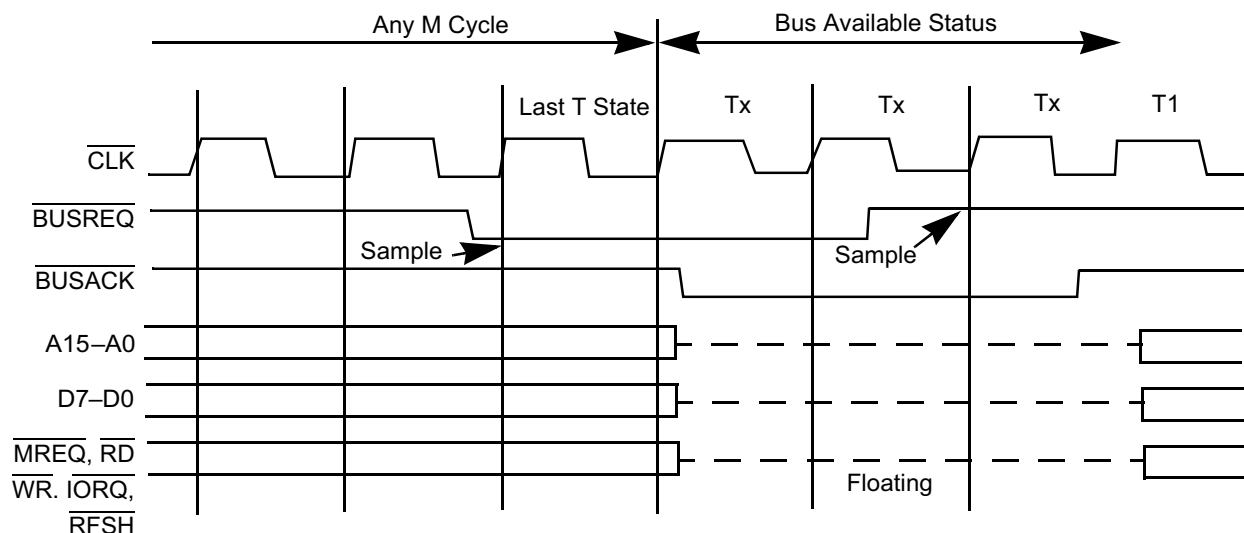 Any M Cycle Bus Available Status
Last T State Tx Tx Tx T1
CLK
BUSREQ
Sample Sample
BUSACK
A15–A0
D7–D0
MREQ, RD
Floating
WR. IORQ,
RFSH